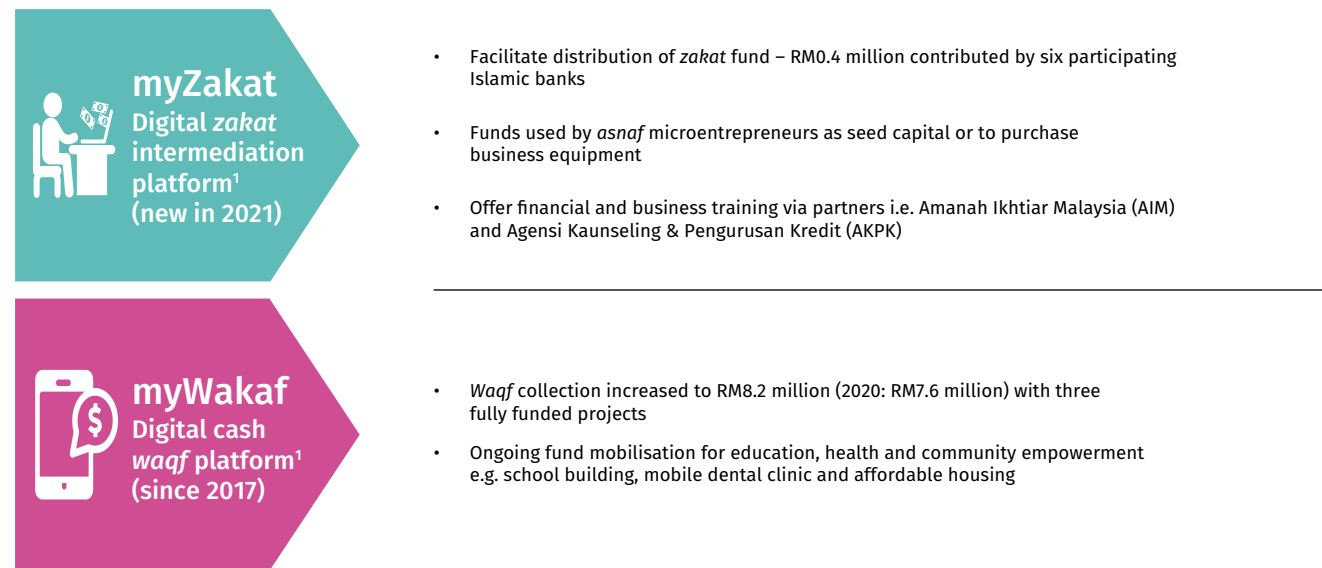 myZakat
Digital zakat
intermediation
platform¹
(new in 2021)
• Facilitate distribution of zakat fund – RM0.4 million contributed by six participating
Islamic banks
• Funds used by asnaf microentrepreneurs as seed capital or to purchase
business equipment
• Offer financial and business training via partners i.e. Amanah Ikhtiar Malaysia (AIM)
and Agensi Kaunseling & Pengurusan Kredit (AKPK)
myWakaf
Digital cash
waqf platform¹
(since 2017)
• Waqf collection increased to RM8.2 million (2020: RM7.6 million) with three
fully funded projects
• Ongoing fund mobilisation for education, health and community empowerment
e.g. school building, mobile dental clinic and affordable housing